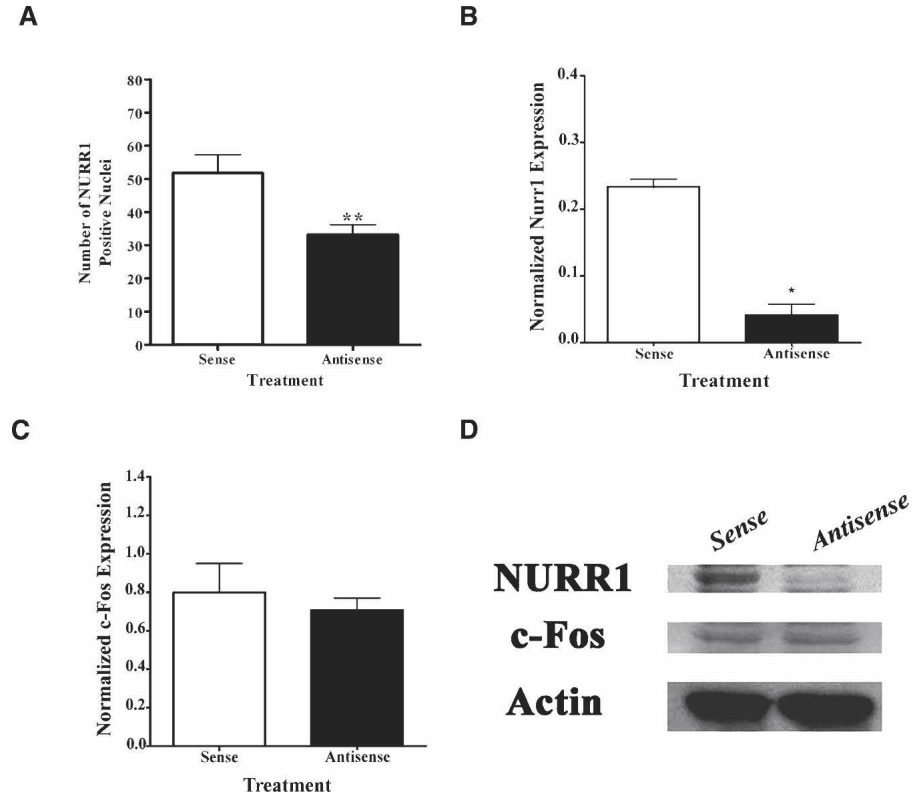 A
Number of NURR1
Positive Nuclei
80
70
60
50
40
30
20
10
0
**
Sense
Antisense
Treatment
B
Normalized Nurr1 Expression
0.4
0.3
0.2
0.1
0.0
*
Sense
Antisense
Treatment
C
Normalized c-Fos Expression
1.4
1.2
1.0
0.8
0.6
0.4
0.2
0.0
Sense
Antisense
Treatment
D
Sense Antisense
NURR1
c-Fos
Actin